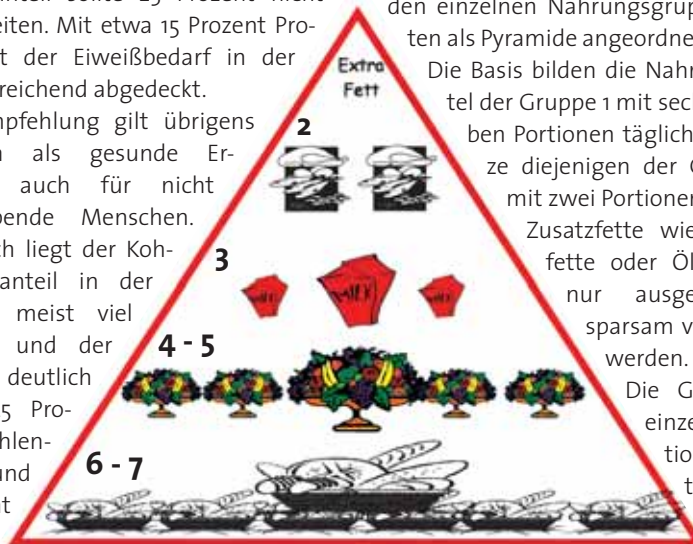 sollte Prozent nicht
eiten. Mit etwa 15 Prozent Pro-
t der Eiweißbedarf in der
reichend abgedeckt.
mpfehlung gilt übrigens
als gesunde Er-
auch für nicht
bende Menschen.
ch liegt der Koh-
anteil in der
meist viel
und der
deutlich
5 Pro-
hlen-
und
Extra
Fett
2
3
MILK
4 - 5
6 - 7
den einzelnen Nahrungsgrup
ten als Pyramide angeordne
Die Basis bilden die Nahr
tel der Gruppe 1 mit sec
ben Portionen täglich
ze diejenigen der
mit zwei Portionen
Zusatzfette wie
fette oder Öl
nur ausge
sparsam v
werden.
Die G
einze
tio
t